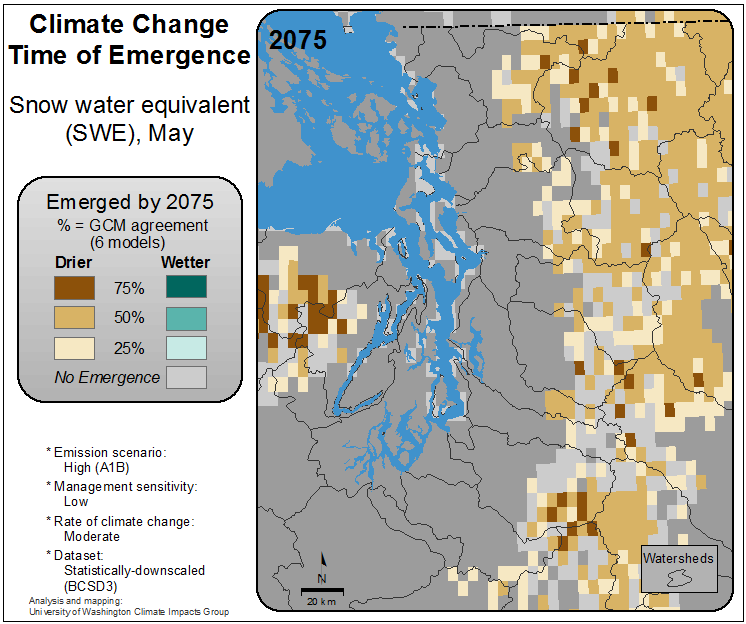 Climate Change
Time of Emergence
Snow water equivalent
(SWE), May
Emerged by 2075
% = GCM agreement
(6 models)
Drier Wetter
75%
50%
25%
No Emergence
* Emission scenario:
High (A1B)
* Management sensitivity:
Low
* Rate of climate change:
Moderate
* Dataset:
Statistically-downscaled
(BCSD3)
Analysis and mapping:
University of Washington Climate Impacts Group
2075
N
20 km
Watersheds